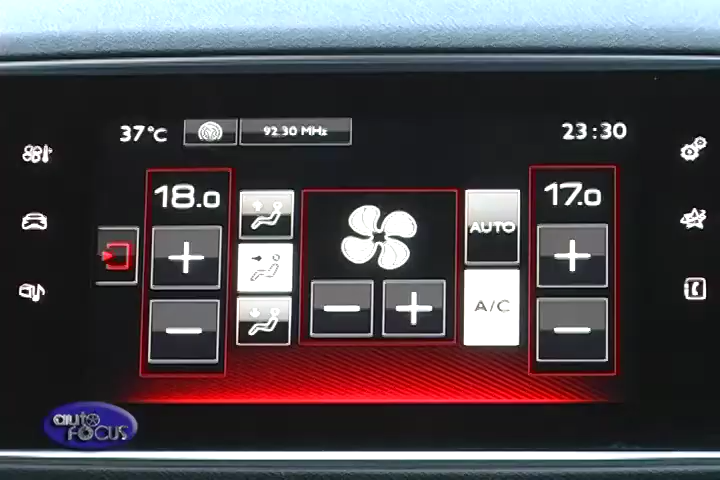 37°C
92.30 MHz
23:30
18.0
17.0
AUTO
A/C
auto
FOCUS